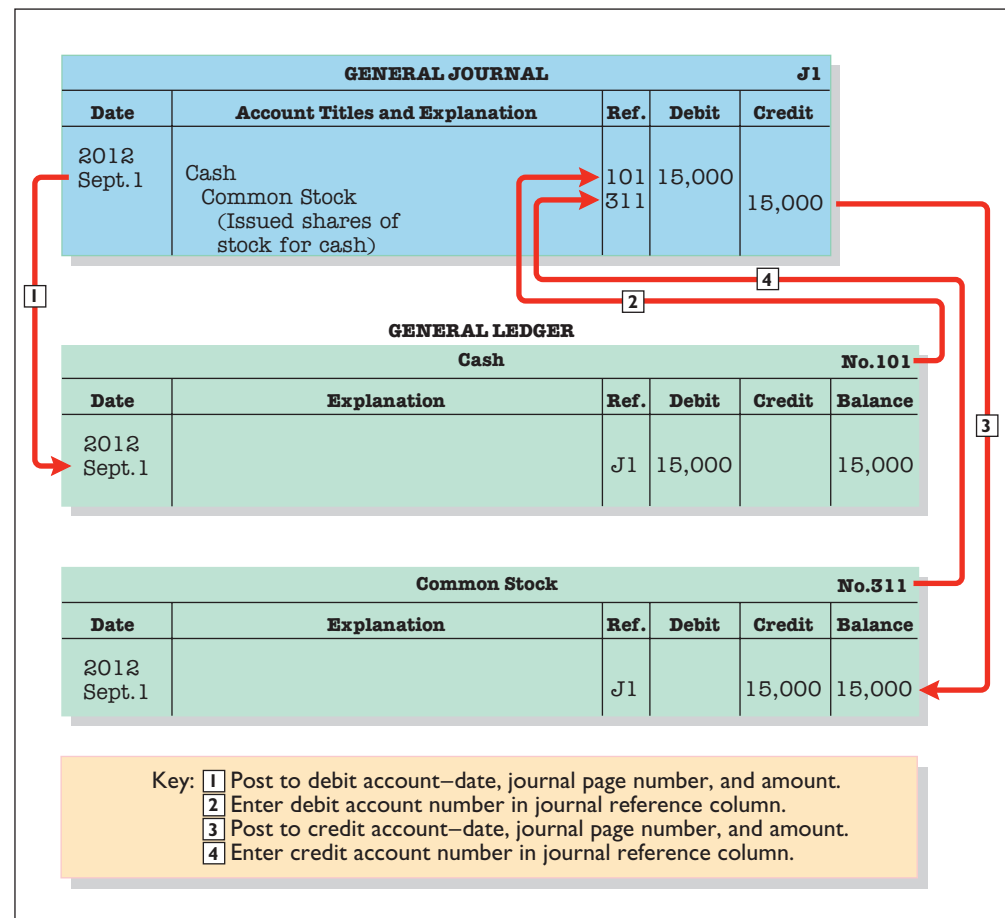 GENERAL JOURNAL J1
Date Account Titles and Explanation Ref. Debit Credit
2012
Sept. 1 Cash 101 15,000
Common Stock 311 15,000
(Issued shares of
stock for cash)
1
4
2
GENERAL LEDGER
Cash No.101
Date Explanation Ref. Debit Credit Balance
3
2012
Sept. 1 J1 15,000 15,000
Common Stock No.311
Date Explanation Ref. Debit Credit Balance
2012
Sept. 1 J1 15,000 15,000
Key: 1 Post to debit account–date, journal page number, and amount.
2 Enter debit account number in journal reference column.
3 Post to credit account–date, journal page number, and amount.
4 Enter credit account number in journal reference column.